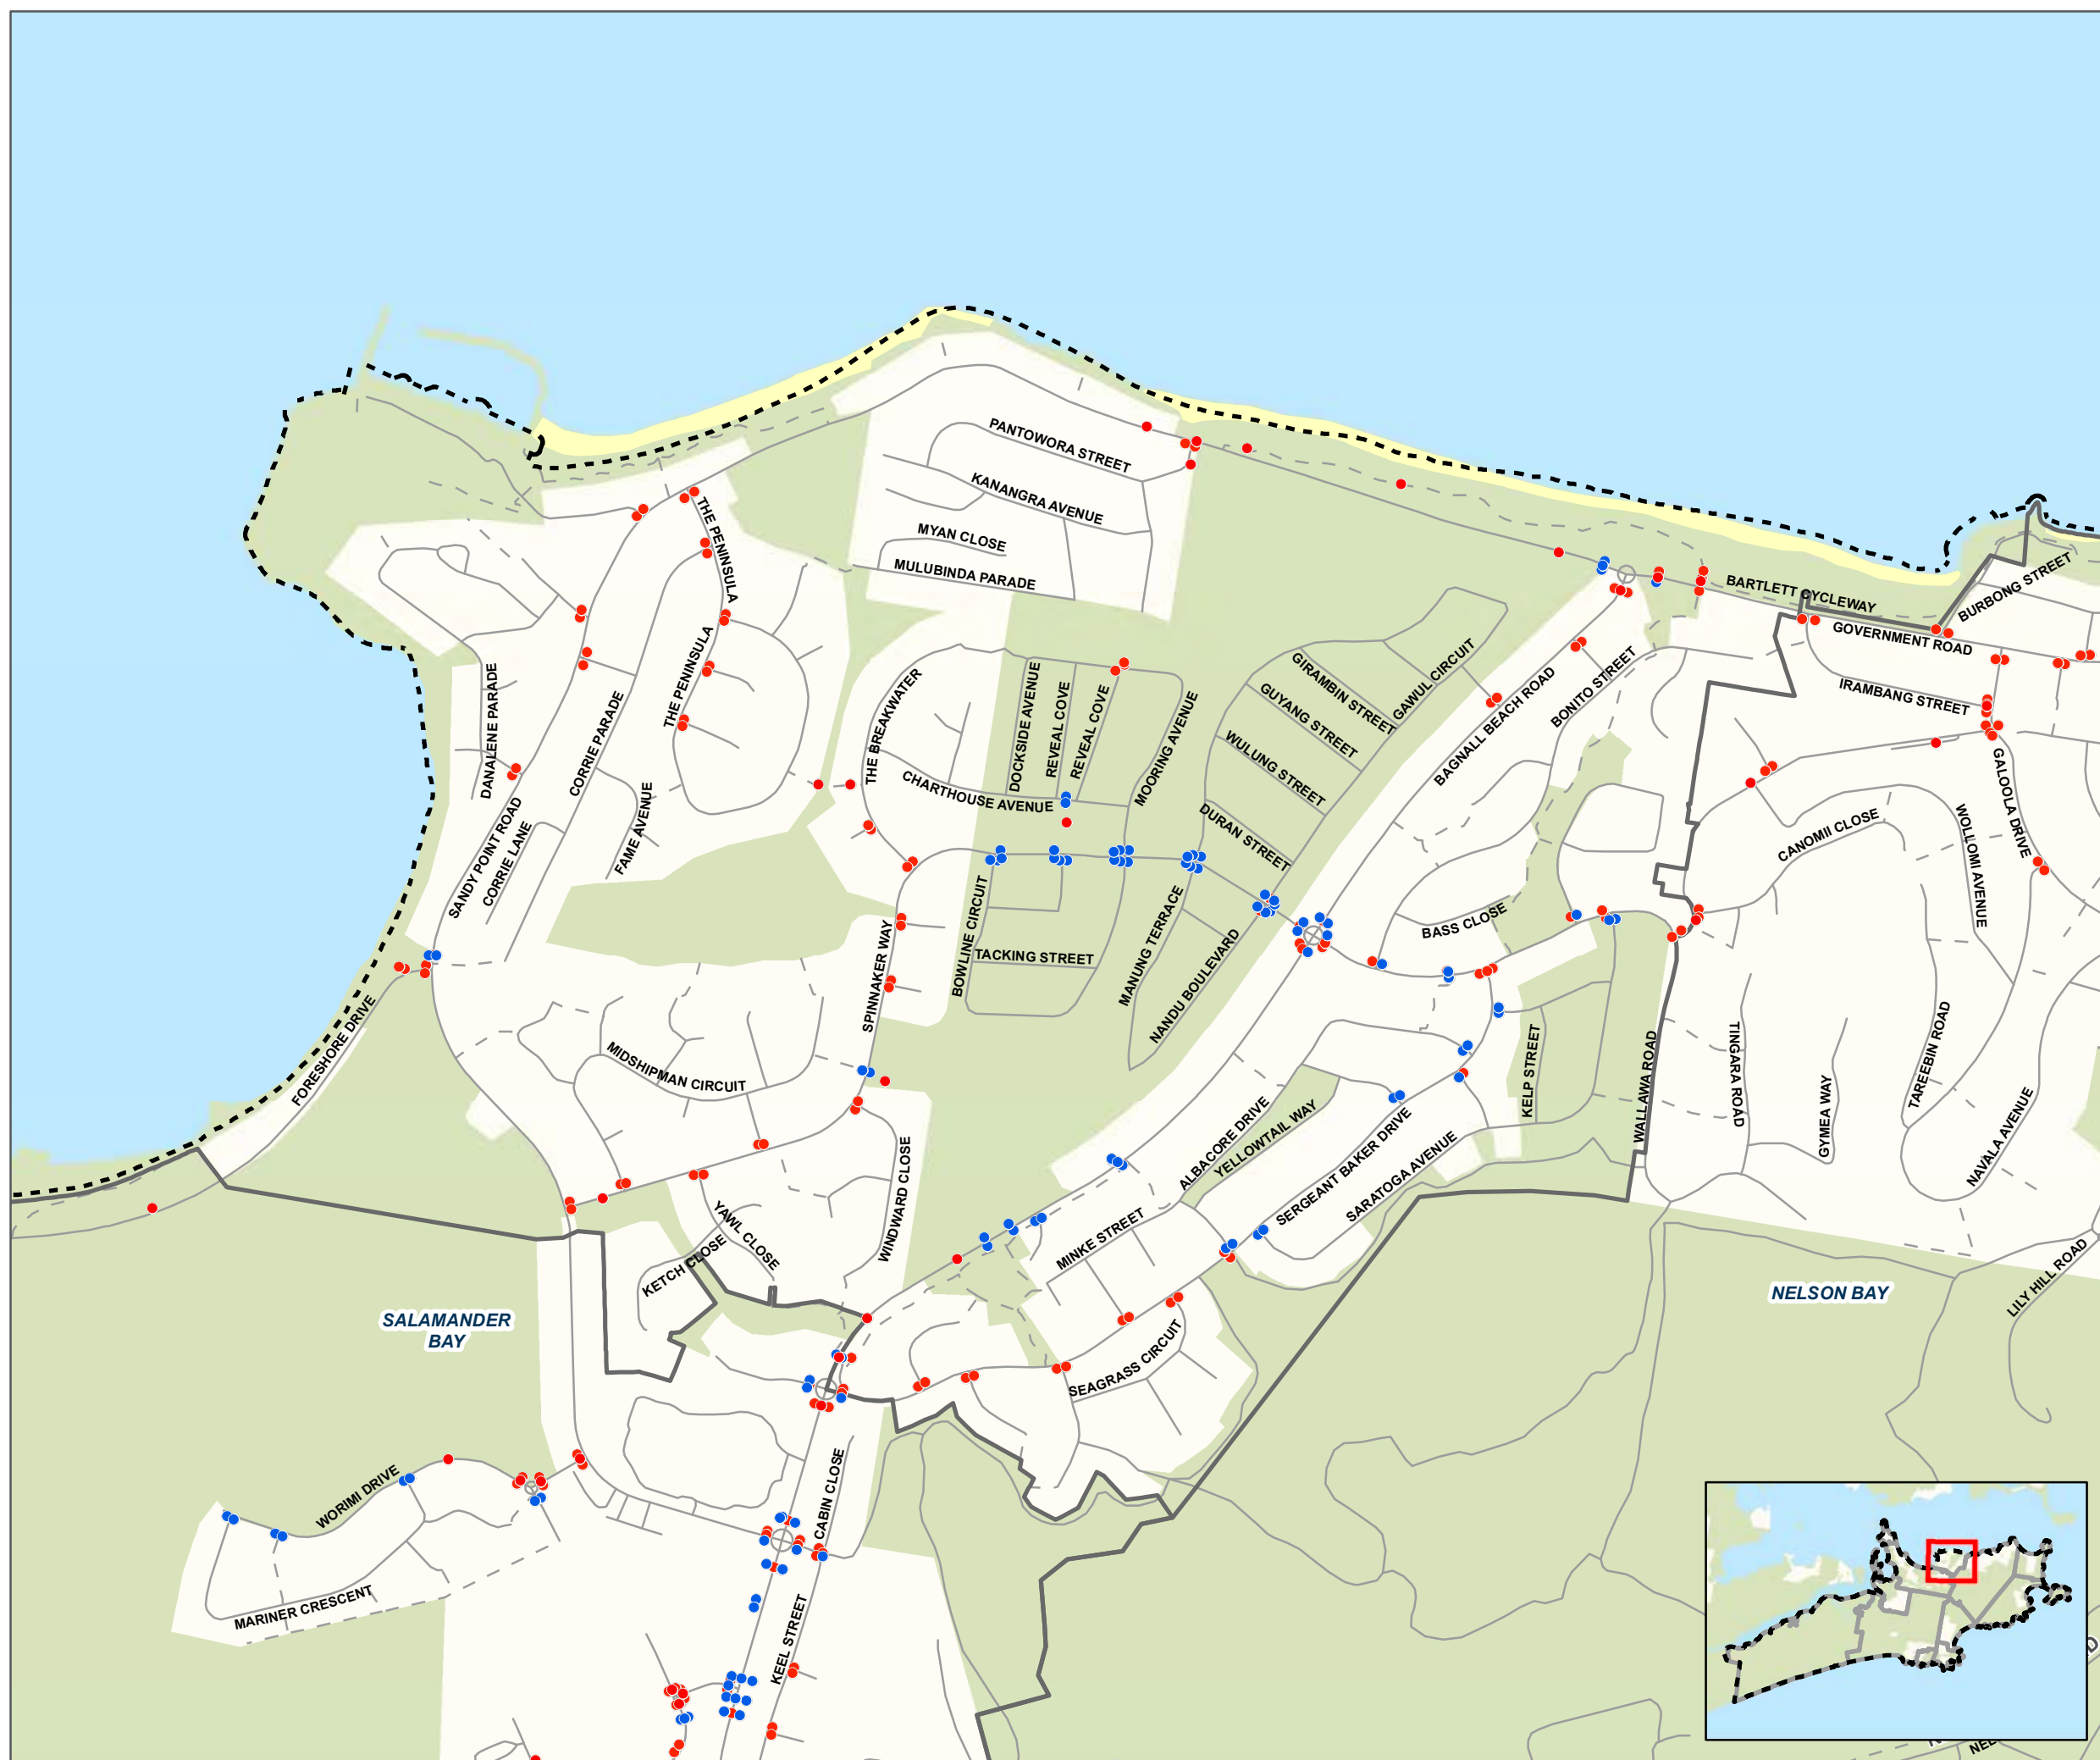 PANTOWORA STREET
KANANGRA AVENUE
MYAN CLOSE
MULUBINDA PARADE
THE PENINSULA
THE PENINSULA
BARTLETT CYCLEWAY
BURBONG STREET
GOVERNMENT ROAD
IRAMBANG STREET
DANALENE PARADE
CORRIE PARADE
SANDY POINT ROAD
CORRIE LANE
FAME AVENUE
THE BREAKWATER
CHARTHOUSE AVENUE
DOCKSIDE AVENUE
REVEAL COVE
REVEAL COVE
MOORING AVENUE
GIRAMBIN STREET
GAWUL CIRCUIT
GUYANG STREET
WULUNG STREET
DURAN STREET
BAGNALL BEACH ROAD
BONITO STREET
GALOOLA DRIVE
WOLLOMI AVENUE
CANOMII CLOSE
BASS CLOSE
SPINNAKER WAY
BOWLINE CIRCUIT
TACKING STREET
MANUNG TERRACE
NANDU BOULEVARD
FORESHORE DRIVE
MIDSHIPMAN CIRCUIT
KELP STREET
WALLAWA ROAD
TINGARA ROAD
GYMEA WAY
TAREEBIN ROAD
NAVALA AVENUE
ALBACORE DRIVE
YELLOWTAIL WAY
SERGEANT BAKER DRIVE
SARATOGA AVENUE
WINDWARD CLOSE
YAWL CLOSE
KETCH CLOSE
MINKE STREET
LILY HILL ROAD
NELSON BAY
SALAMANDER
BAY
SEAGRASS CIRCUIT
WORIMI DRIVE
CABIN CLOSE
MARINER CRESCENT
KEEL STREET